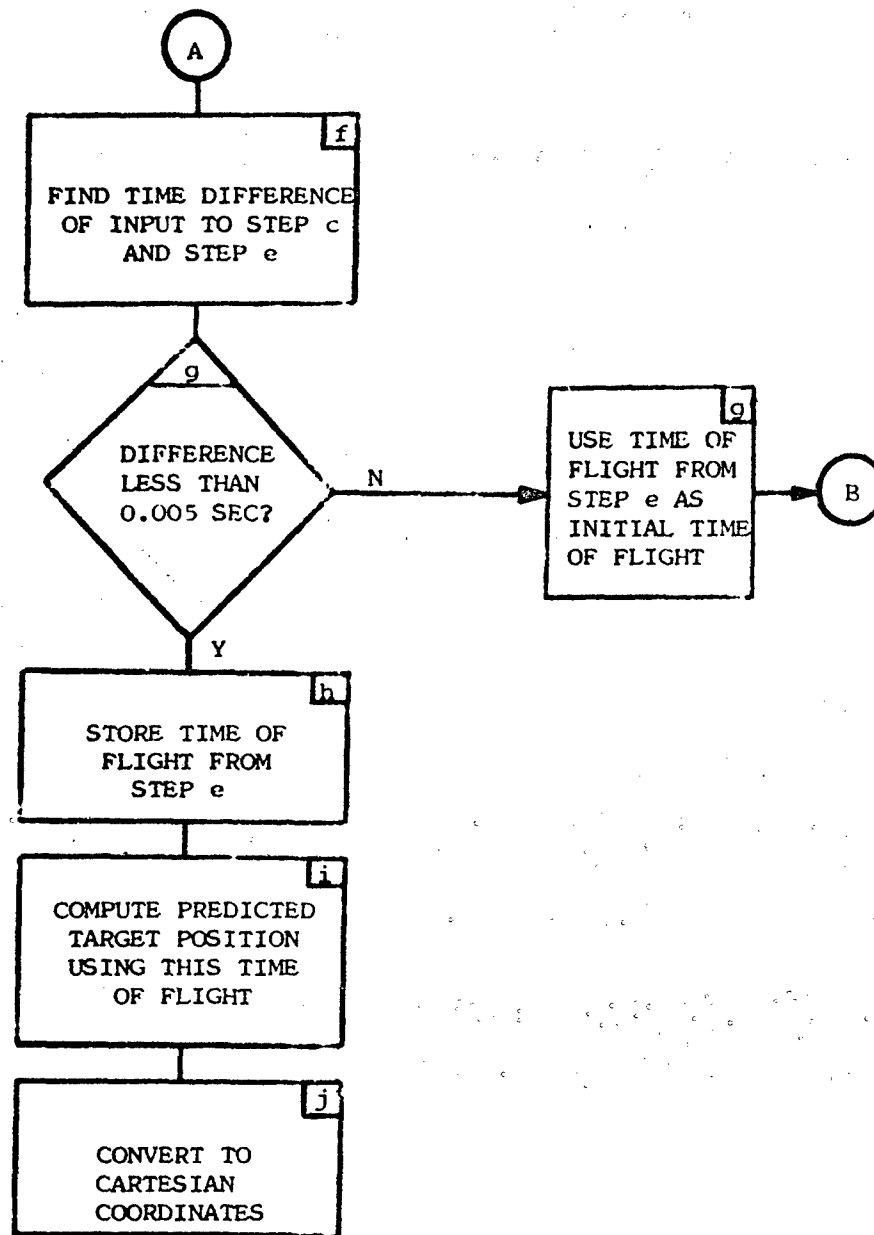 A
f
FIND TIME DIFFERENCE
OF INPUT TO STEP c
AND STEP e
g
DIFFERENCE
LESS THAN
0.005 SEC?
N
g
USE TIME OF
FLIGHT FROM
STEP e AS
INITIAL TIME
OF FLIGHT
B
Y
h
STORE TIME OF
FLIGHT FROM
STEP e
i
COMPUTE PREDICTED
TARGET POSITION
USING THIS TIME
OF FLIGHT
j
CONVERT TO
CARTESIAN
COORDINATES